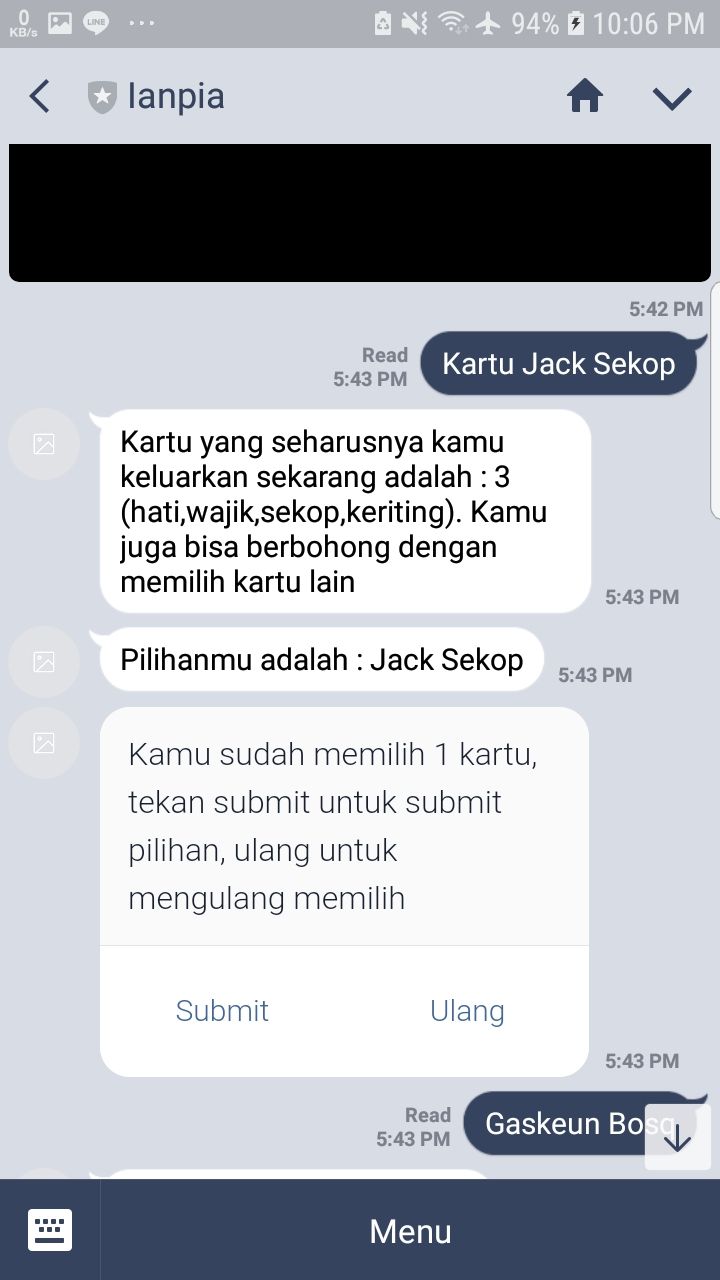 0
KB/s
LINE
94%
10:06 PM
Ianpia
5:42 PM
Read
5:43 PM
Kartu Jack Sekop
Kartu yang seharusnya kamu
keluarkan sekarang adalah : 3
(hati,wajik,sekop,keriting). Kamu
juga bisa berbohong dengan
memilih kartu lain
5:43 PM
Pilihanmu adalah : Jack Sekop
5:43 PM
Kamu sudah memilih 1 kartu,
tekan submit untuk submit
pilihan, ulang untuk
mengulang memilih
Submit
Ulang
5:43 PM
Read
5:43 PM
Gaskeun Bosq
Menu